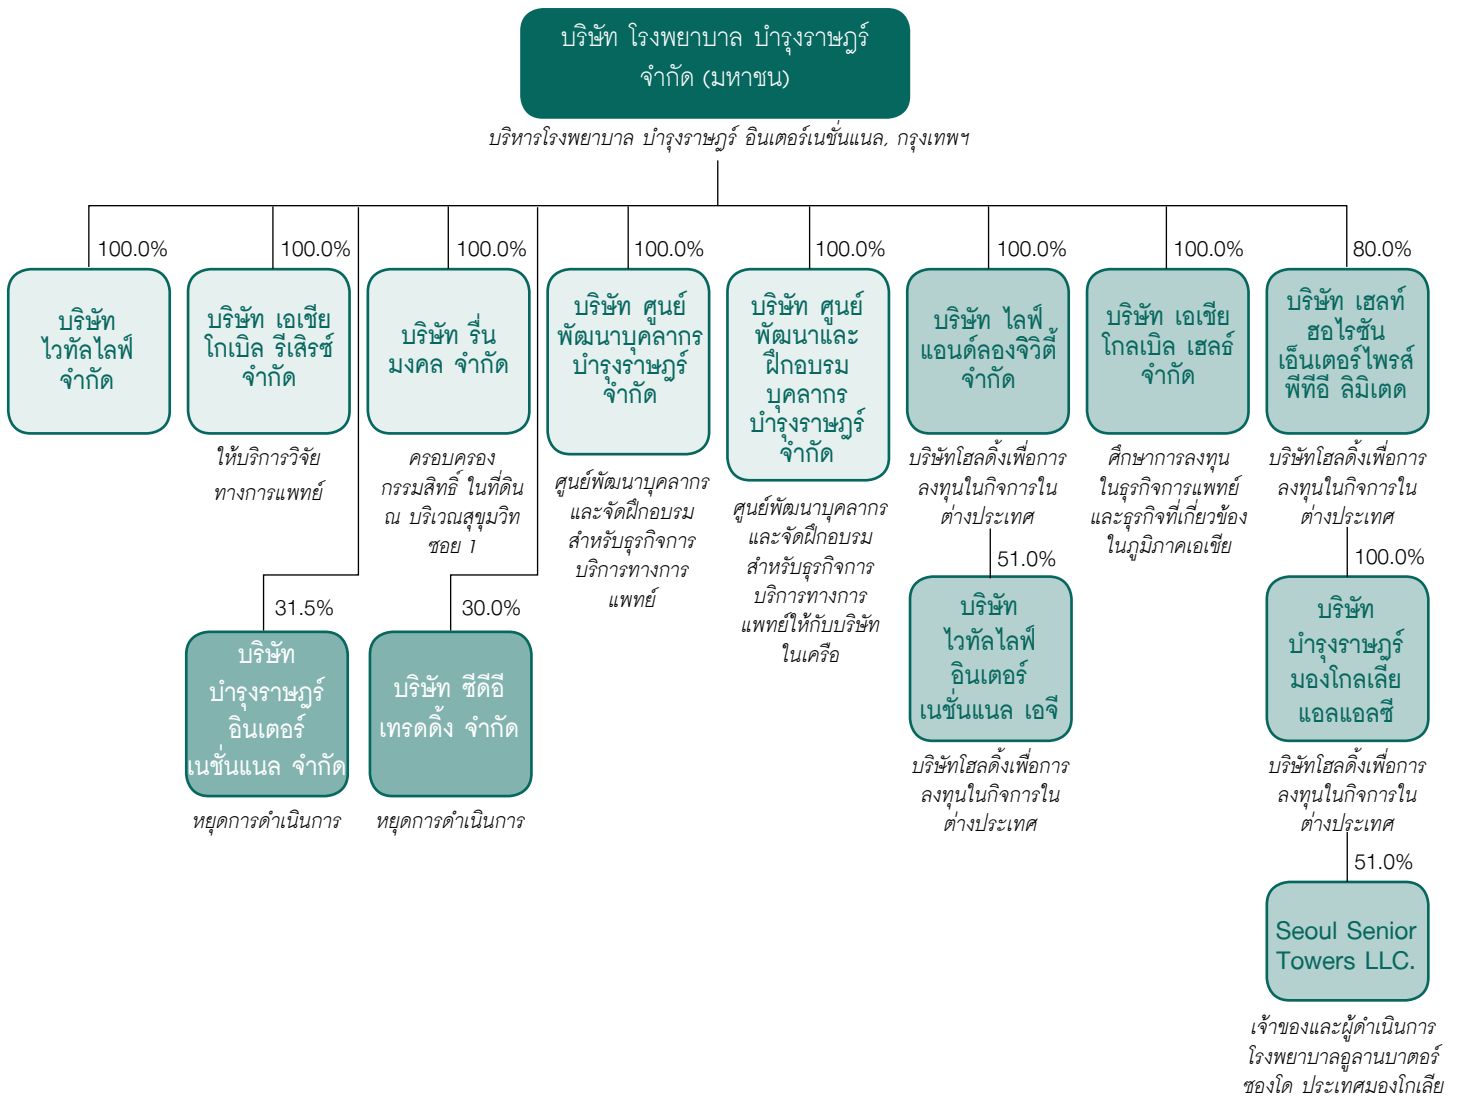 บริษัท โรงพยาบาล บำรุงราษฎร์
จำกัด (มหาชน)
บริหารโรงพยาบาล บำรุงราษฎร์ อินเตอร์เนชั่นแนล, กรุงเทพฯ
100.0%
บริษัท
ไวทัลไลฟ์
จำกัด
100.0%
บริษัท เอเชีย
โกเบิล รีเสิรซ์
จำกัด
ให้บริการวิจัย
ทางการแพทย์
100.0%
บริษัท รื่น
มงคล จำกัด
ครอบครอง
กรรมสิทธิ์ ในที่ดิน
ณ บริเวณสุขุมวิท
ซอย 1
100.0%
บริษัท ศูนย์
พัฒนาบุคลากร
บำรุงราษฎร์
จำกัด
ศูนย์พัฒนาบุคลากร
และจัดฝึกอบรม
สำหรับธุรกิจการ
บริการทางการ
แพทย์
100.0%
บริษัท ศูนย์
พัฒนาและ
ฝึกอบรม
บุคลากร
บำรุงราษฎร์
จำกัด
ศูนย์พัฒนาบุคลากร
และจัดฝึกอบรม
สำหรับธุรกิจการ
บริการทางการ
แพทย์ให้กับบริษัท
ในเครือ
100.0%
บริษัท ไลฟ์
แอนด์ลองจิวิตี้
จำกัด
บริษัทโฮลดิ้งเพื่อการ
ลงทุนในกิจการใน
ต่างประเทศ
100.0%
บริษัท เอเชีย
โกลเบิล เฮลธ์
จำกัด
ศึกษาการลงทุน
ในธุรกิจการแพทย์
และธุรกิจที่เกี่ยวข้อง
ในภูมิภาคเอเชีย
80.0%
บริษัท เฮลท์
ฮอไรซัน
เอ็นเตอร์ไพรส์
พีทีอี ลิมิเตด
บริษัทโฮลดิ้งเพื่อการ
ลงทุนในกิจการใน
ต่างประเทศ
31.5%
บริษัท
บำรุงราษฎร์
อินเตอร์
เนชั่นแนล จำกัด
หยุดการดำเนินการ
30.0%
บริษัท ซีดีอี
เทรดดิ้ง จำกัด
หยุดการดำเนินการ
51.0%
บริษัท
ไวทัลไลฟ์
อินเตอร์
เนชั่นแนล เอจี
บริษัทโฮลดิ้งเพื่อการ
ลงทุนในกิจการใน
ต่างประเทศ
100.0%
บริษัท
บำรุงราษฎร์
มองโกลเลีย
แอลแอลซี
บริษัทโฮลดิ้งเพื่อการ
ลงทุนในกิจการใน
ต่างประเทศ
51.0%
Seoul Senior
Towers LLC.
เจ้าของและผู้ดำเนินการ
โรงพยาบาลอูลานบาตอร์
ซองโด ประเทศมองโกเลีย